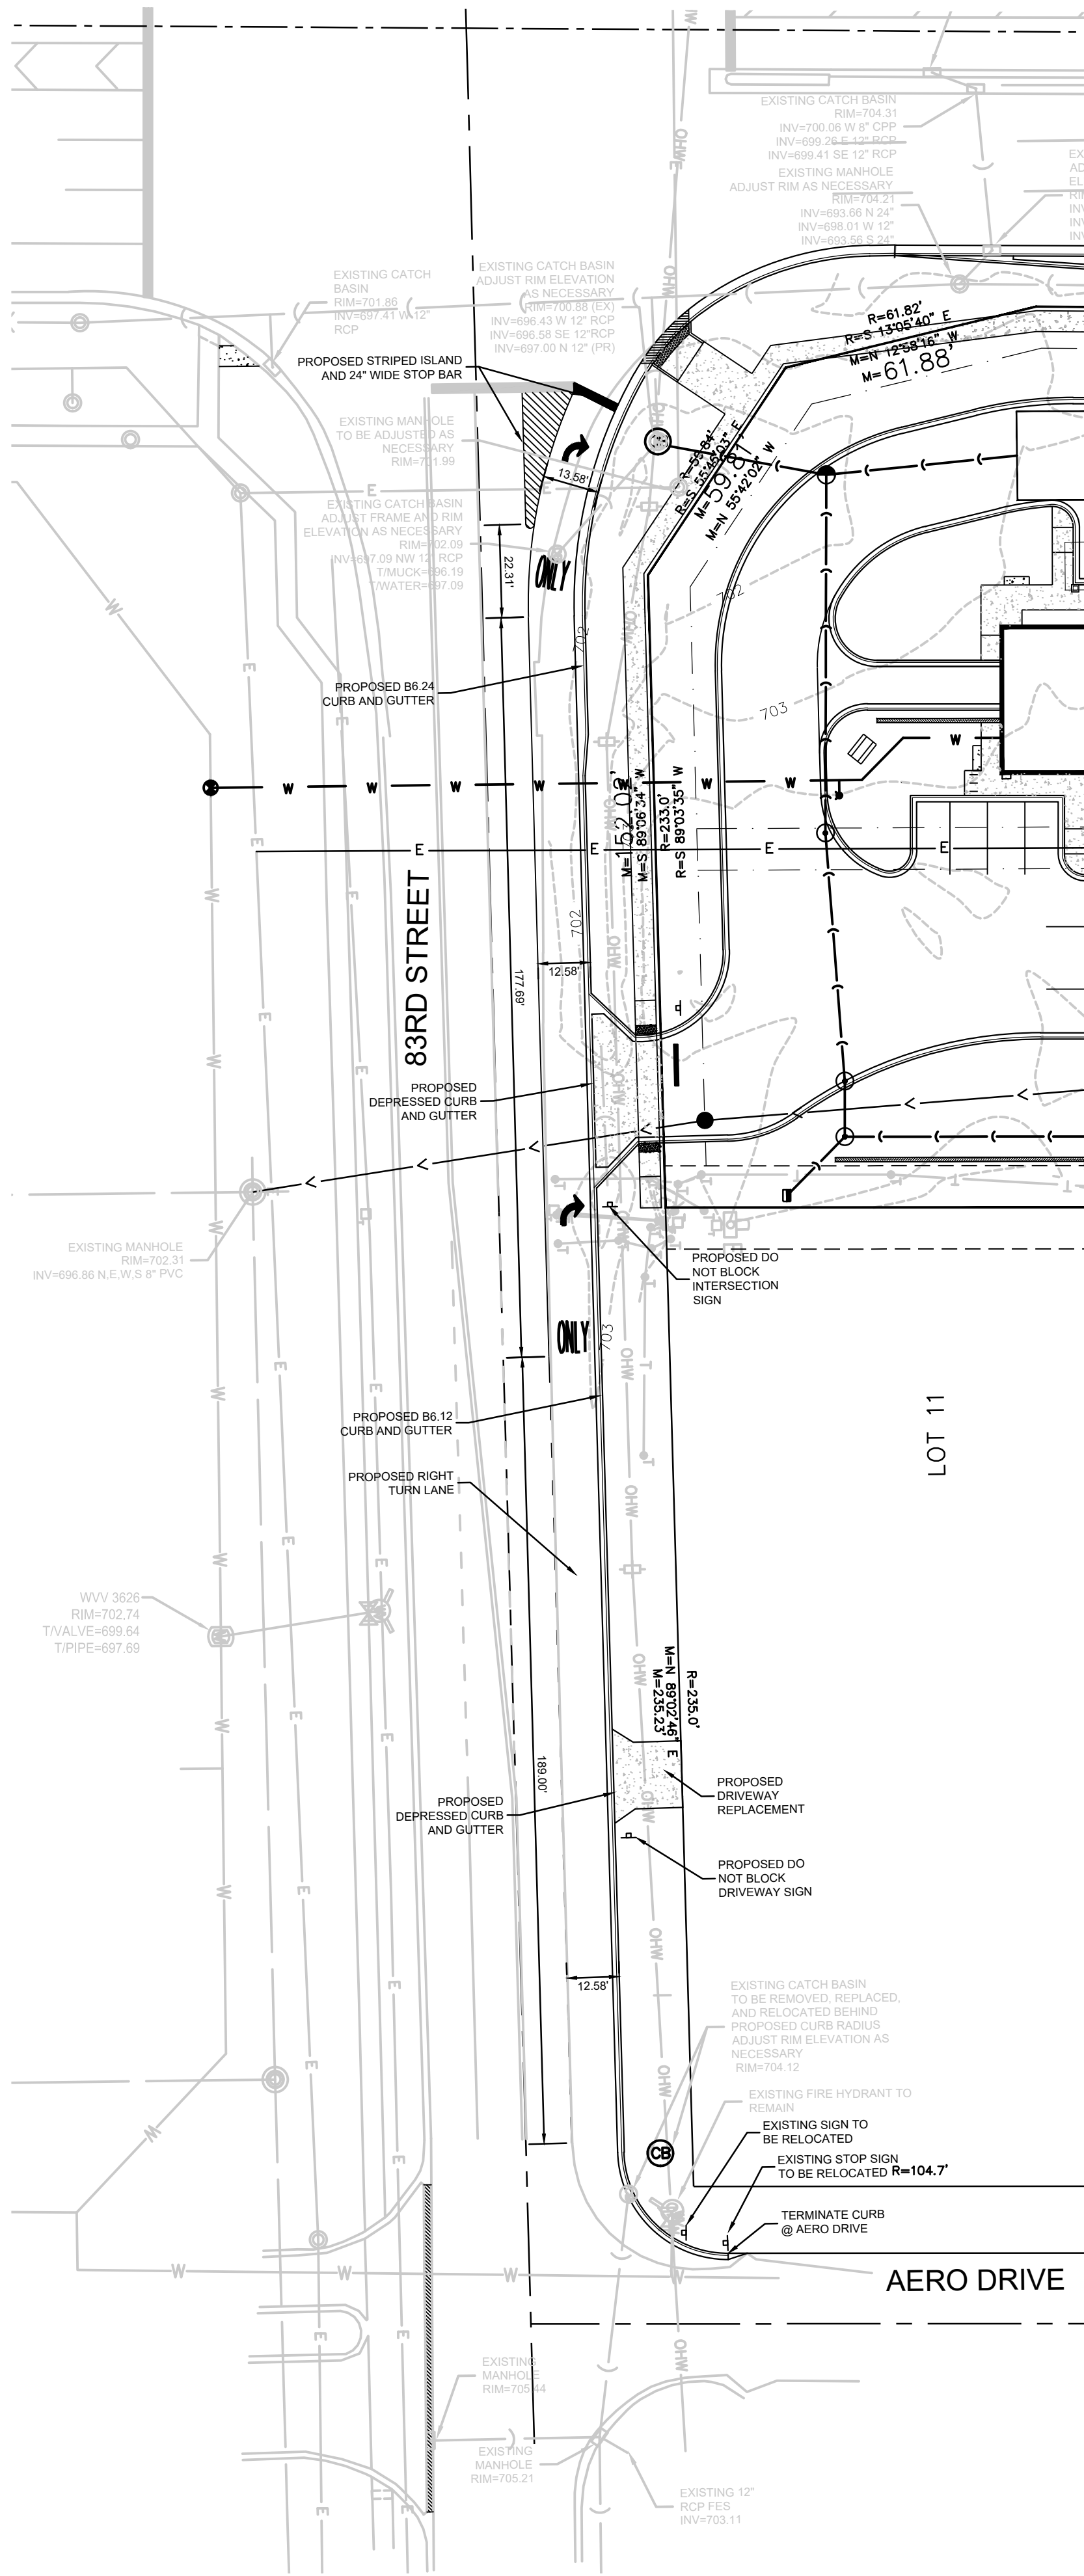 EXISTING CATCH BASIN
RIM=704.31
INV=700.06 W 8" CPP
INV=699.26 E 12" RCP
INV=699.41 SE 12" RCP
EXISTING MANHOLE
ADJUST RIM AS NECESSARY
RIM=704.21
INV=693.66 N 24"
INV=698.01 W 12"
INV=693.56 S 24"
EXISTING CATCH
BASIN
RIM=701.86
INV=697.41 W 12"
RCP
EXISTING CATCH BASIN
ADJUST RIM ELEVATION
AS NECESSARY
RIM=700.88 (EX)
INV=696.43 W 12" RCP
INV=696.58 SE 12"RCP
INV=697.00 N 12" (PR)
R=61.82'
R=S 13°05'40" E
M=N 12°58'16" W
M=61.88'
PROPOSED STRIPED ISLAND
AND 24" WIDE STOP BAR
EXISTING MANHOLE
TO BE ADJUSTED AS
NECESSARY
RIM=701.99
R=55.84'
R=S 55°46'03" E
M=59.81'
M=N 55°42'02" W
13.58'
EXISTING CATCH BASIN
ADJUST FRAME AND RIM
ELEVATION AS NECESSARY
RIM=702.09
INV=697.09 NW 12" RCP
T/MUCK=696.19
T/WATER=697.09
22.31'
ONLY
702
702
703
PROPOSED B6.24
CURB AND GUTTER
M=S 89°06'34" W
R=233.0'
R=S 89°03'35" W
83RD STREET
702
12.58'
177.69'
PROPOSED
DEPRESSED CURB
AND GUTTER
EXISTING MANHOLE
RIM=702.31
INV=696.86 N,E,W,S 8" PVC
PROPOSED DO
NOT BLOCK
INTERSECTION
SIGN
ONLY
703
PROPOSED B6.12
CURB AND GUTTER
LOT 11
PROPOSED RIGHT
TURN LANE
WVV 3626
RIM=702.74
T/VALVE=699.64
T/PIPE=697.69
R=235.0'
M=N 89°02'46" E
M=235.23'
189.00'
PROPOSED
DRIVEWAY
REPLACEMENT
PROPOSED
DEPRESSED CURB
AND GUTTER
PROPOSED DO
NOT BLOCK
DRIVEWAY SIGN
12.58'
EXISTING CATCH BASIN
TO BE REMOVED, REPLACED,
AND RELOCATED BEHIND
PROPOSED CURB RADIUS
ADJUST RIM ELEVATION AS
NECESSARY
RIM=704.12
EXISTING FIRE HYDRANT TO
REMAIN
EXISTING SIGN TO
BE RELOCATED
CB
EXISTING STOP SIGN
TO BE RELOCATED R=104.7'
TERMINATE CURB
@ AERO DRIVE
AERO DRIVE
EXISTING
MANHOLE
RIM=705.44
EXISTING
MANHOLE
RIM=705.21
EXISTING 12"
RCP FES
INV=703.11